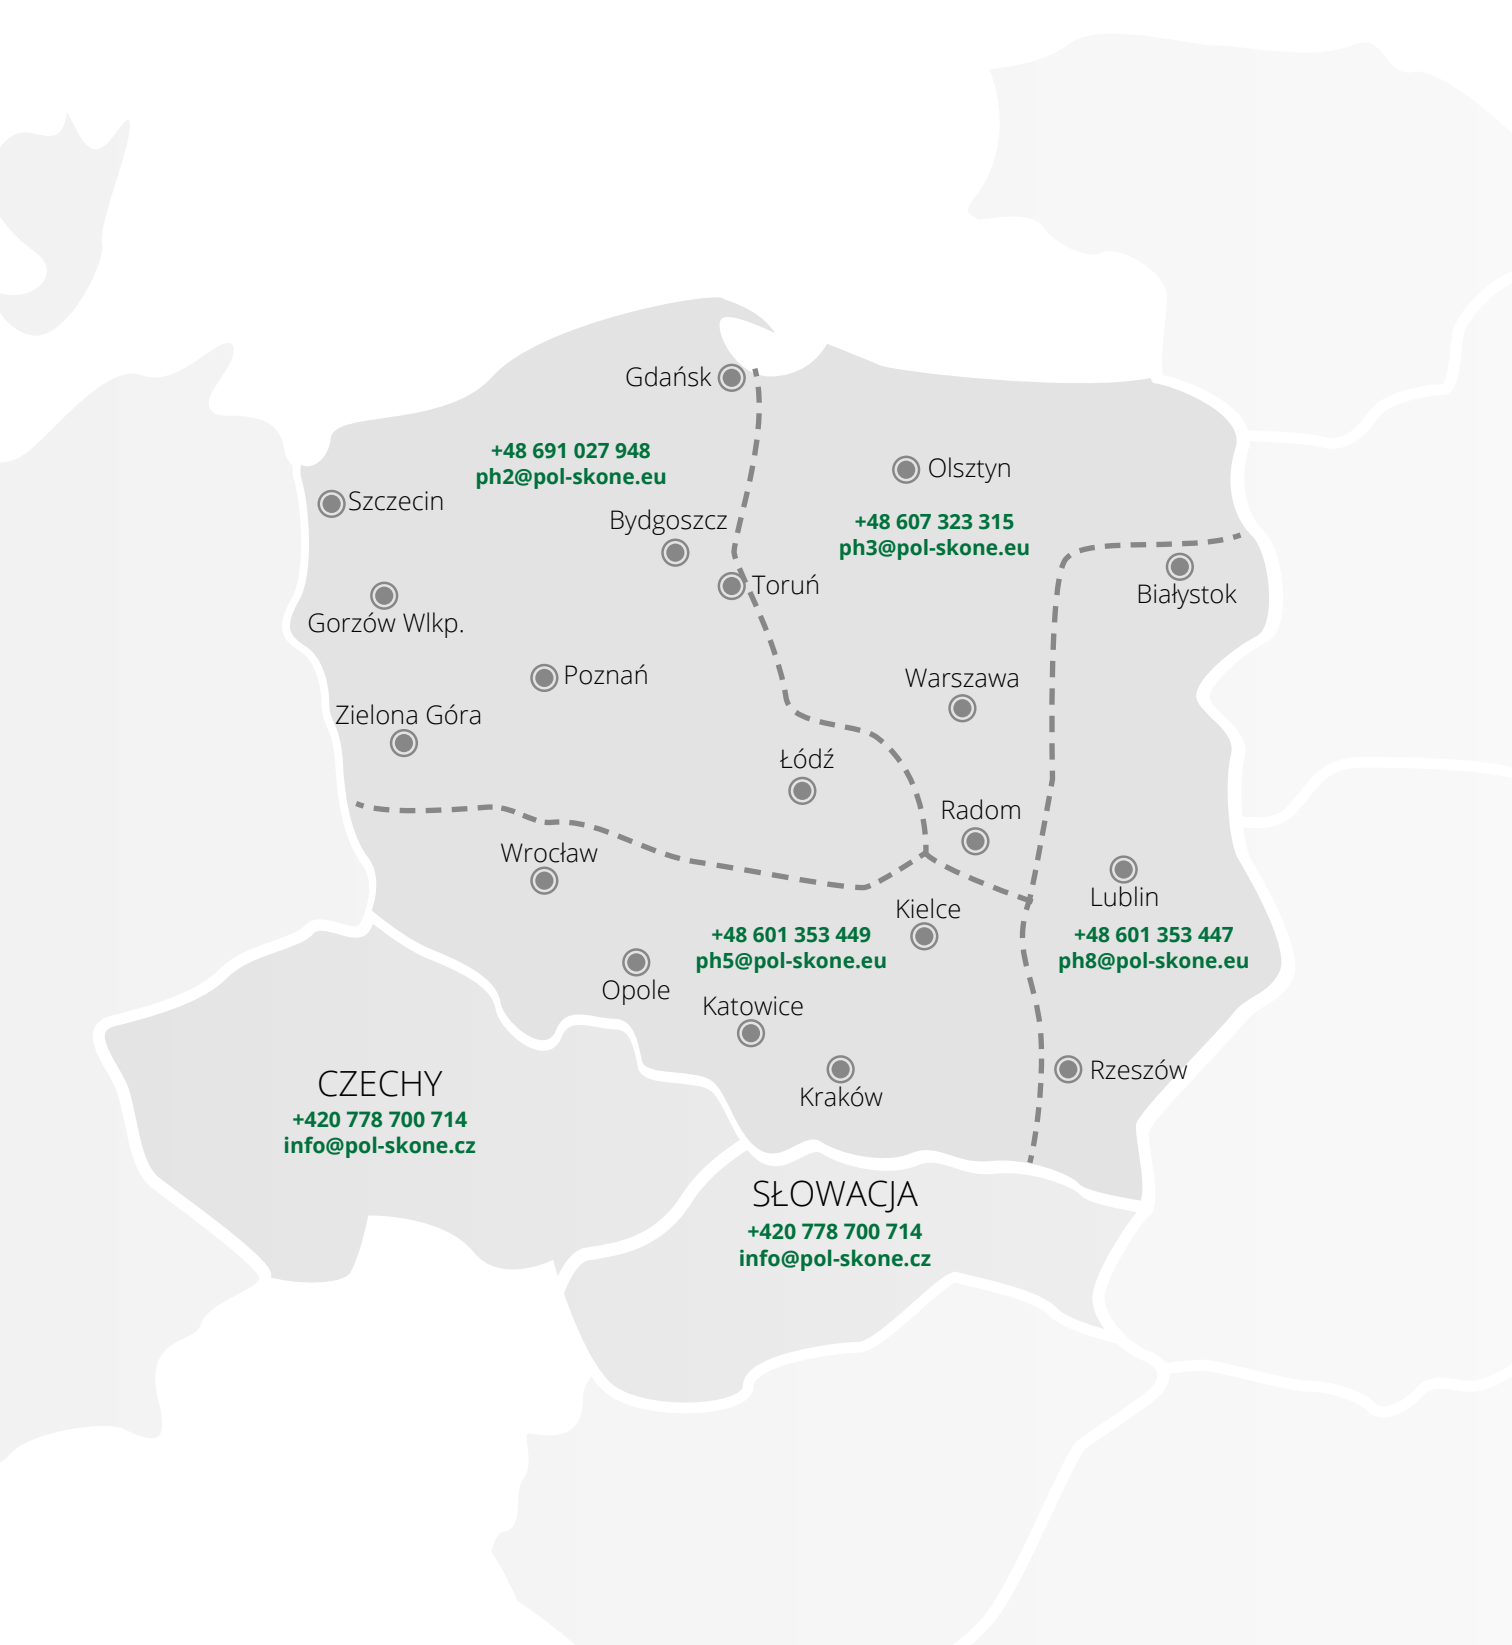 Gdańsk
+48 691 027 948
ph2@pol-skone.eu
Olsztyn
Szczecin
Bydgoszcz
+48 607 323 315
ph3@pol-skone.eu
Toruń
Białystok
Gorzów Wlkp.
Poznań
Warszawa
Zielona Góra
Łódź
Radom
Wrocław
Lublin
Kielce
+48 601 353 449
ph5@pol-skone.eu
+48 601 353 447
ph8@pol-skone.eu
Opole
Katowice
Rzeszów
Kraków
CZECHY
+420 778 700 714
info@pol-skone.cz
SŁOWACJA
+420 778 700 714
info@pol-skone.cz